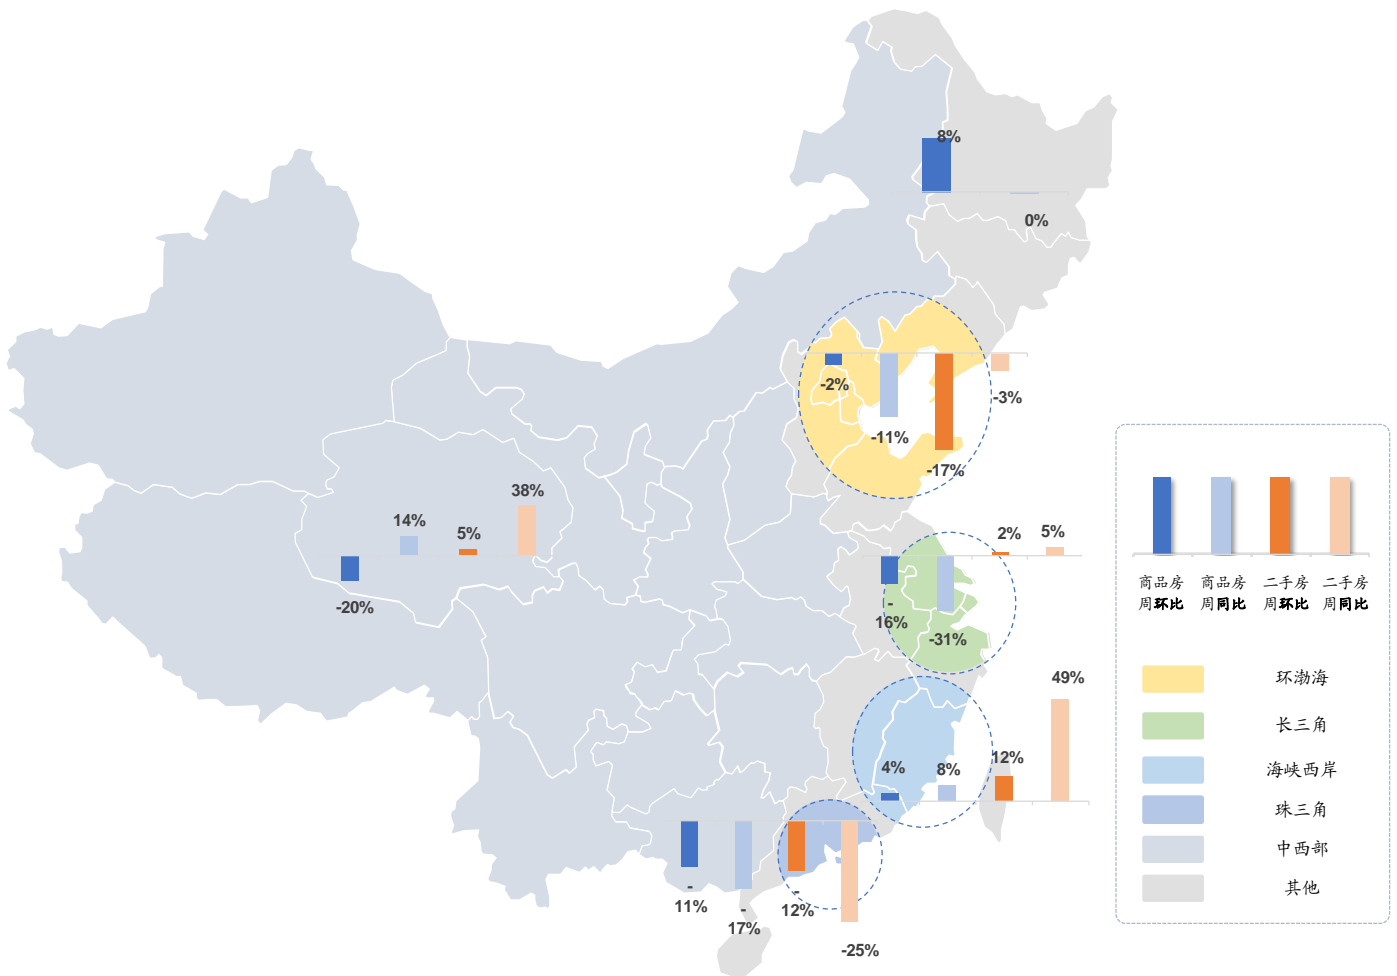 8%
0%
-2%
-11%
-17%
-3%
-20%
14%
5%
38%
-
16%
-31%
2%
5%
4%
8%
12%
49%
-
11%
-
17%
-
12%
-25%
商品房
周环比
商品房
周同比
二手房
周环比
二手房
周同比
环渤海
长三角
海峡西岸
珠三角
中西部
其他